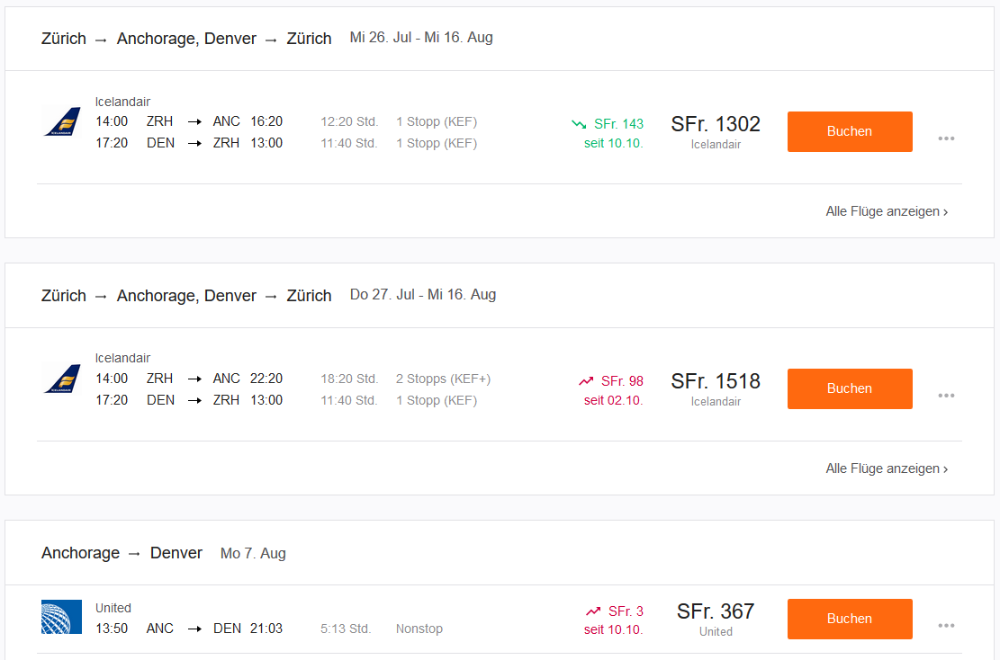 Zürich → Anchorage, Denver → Zürich Mi 26. Jul - Mi 16. Aug
Icelandair
14:00 ZRH → ANC 16:20 12:20 Std. 1 Stopp (KEF)
17:20 DEN → ZRH 13:00 11:40 Std. 1 Stopp (KEF)
SFr. 143
seit 10.10.
SFr. 1302
Icelandair
Buchen
Alle Flüge anzeigen ›
Zürich → Anchorage, Denver → Zürich Do 27. Jul - Mi 16. Aug
Icelandair
14:00 ZRH → ANC 22:20 18:20 Std. 2 Stopps (KEF+)
17:20 DEN → ZRH 13:00 11:40 Std. 1 Stopp (KEF)
SFr. 98
seit 02.10.
SFr. 1518
Icelandair
Buchen
Alle Flüge anzeigen ›
Anchorage → Denver Mo 7. Aug
United
13:50 ANC → DEN 21:03 5:13 Std. Nonstop
SFr. 3
seit 10.10.
SFr. 367
United
Buchen